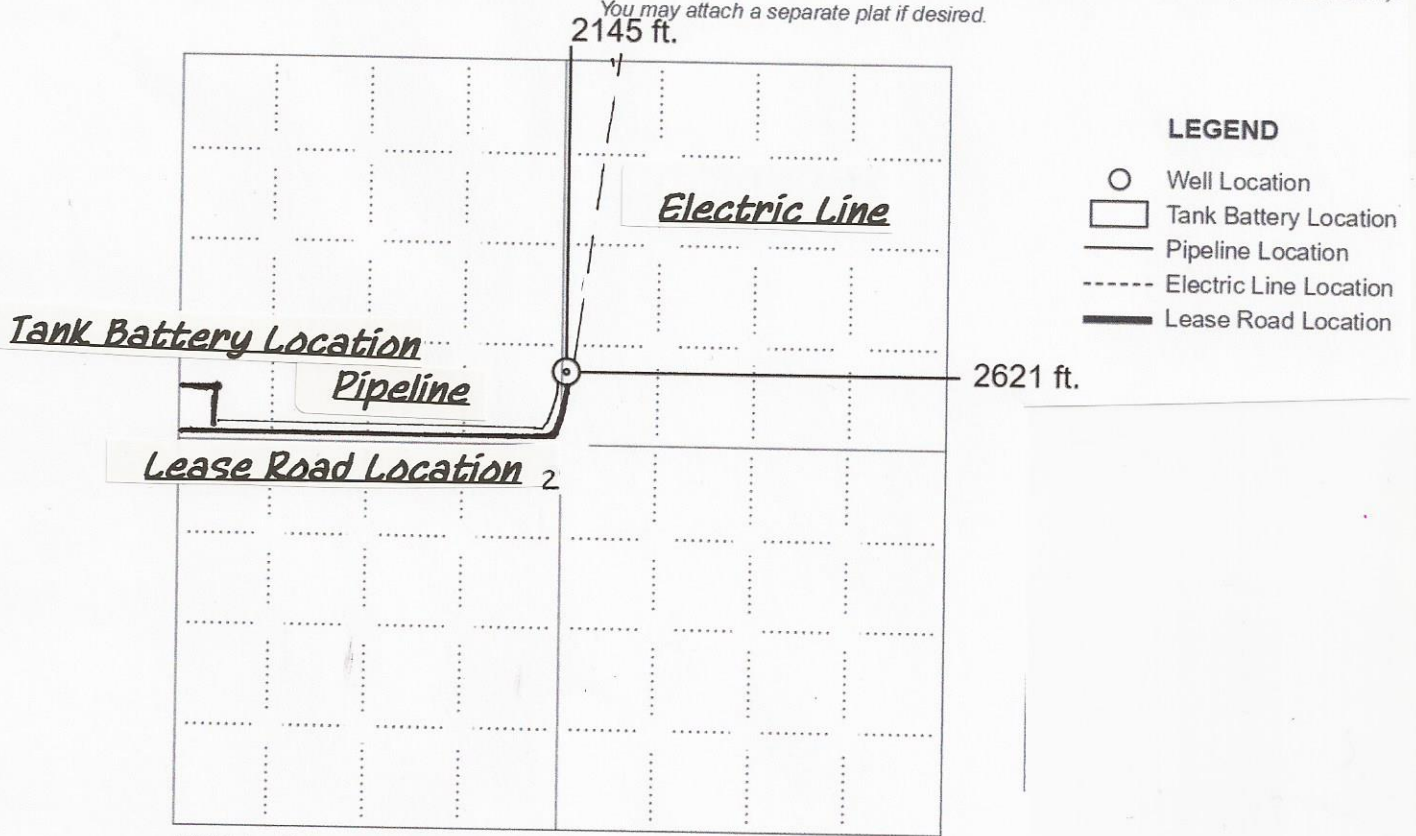 You may attach a separate plat if desired.
2145 ft.
LEGEND
Well Location
Tank Battery Location
Pipeline Location
Electric Line Location
Lease Road Location
Electric Line
Tank Battery Location
Pipeline
2621 ft.
Lease Road Location 2